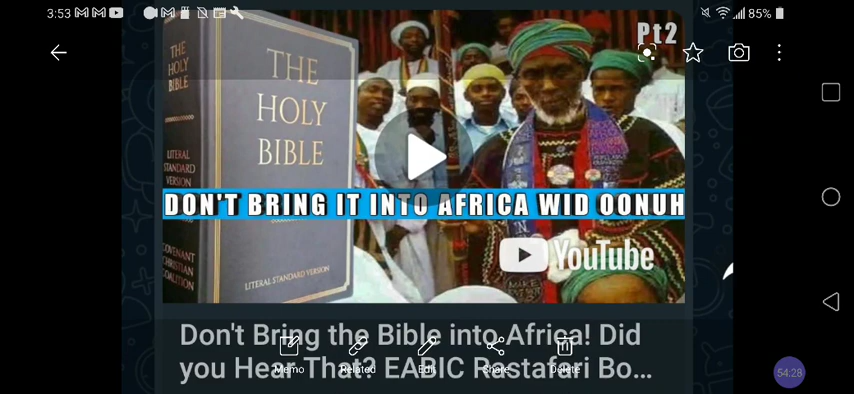 3:53
85%
Pt2
THE
HOLY
BIBLE
LITERAL
STANDARD
VERSION
COVENANT
CHRISTIAN
COALITION
THE
HOLY
BIBLE
LITERAL STANDARD VERSION
DON'T BRING IT INTO AFRICA WID OONUH
YouTube
Don't Bring the Bible into Africa! Did
you Hear That? EABIC Rastafari Bo...
Memo
Related
Edit
Share
Delete
54:28